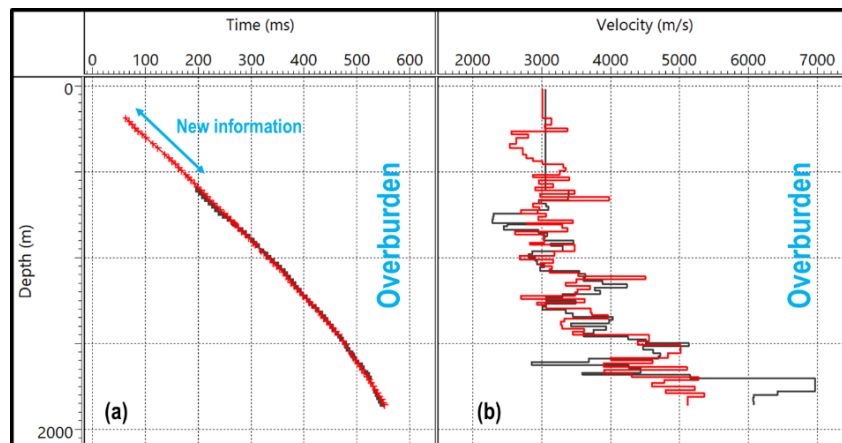 Time (ms)
Velocity (m/s)
0 100 200 300 400 500 600
2000 3000 4000 5000 6000 7000
Depth (m)
0
2000
New information
Overburden
Overburden
(a)
(b)